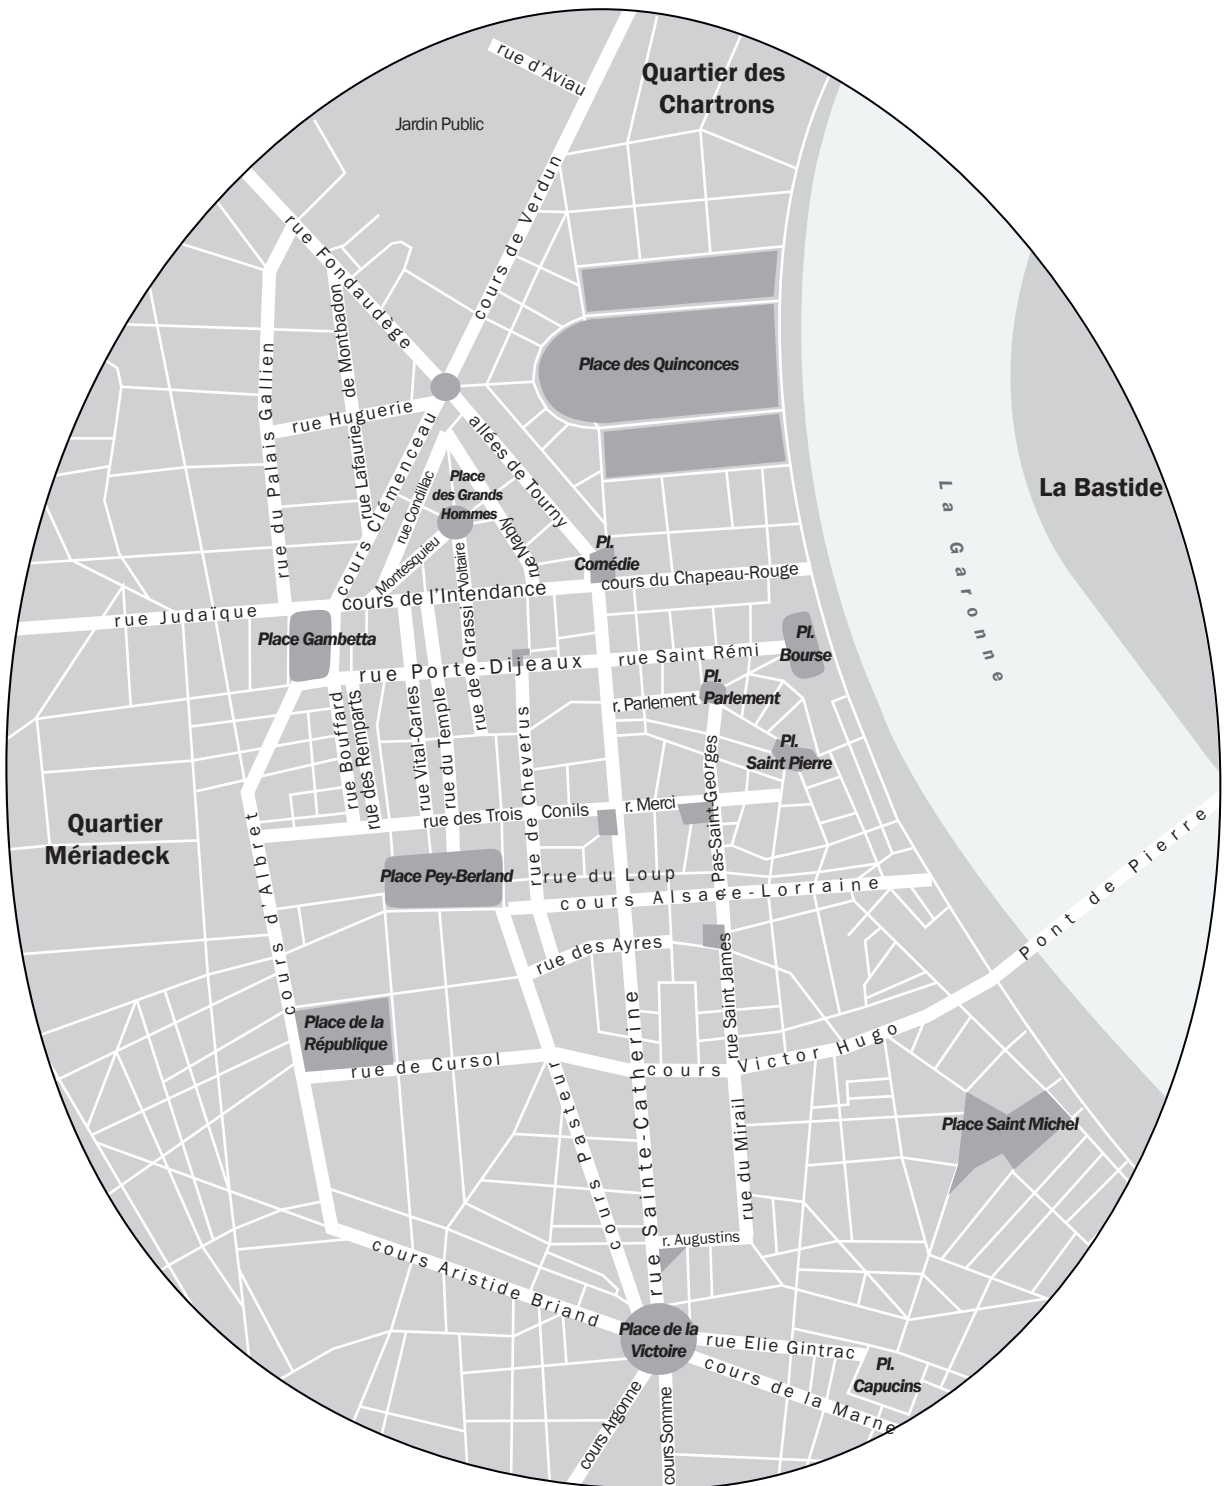 rue d'Aviau
Quartier des
Chartrons
Jardin Public
cours de Verdun
rue Fondaudège
rue Lafaurie de Montbadon
Place des Quinconces
rue du Palais Gallien
rue Huguerie
cours Clémenceau
allées de Tourny
rue Condillac
Place
des Grands
Hommes
La Bastide
La Garonne
rue Mably
Montesquieu
Voltaire
Pl.
Comédie
cours du Chapeau-Rouge
cours de l'Intendance
rue Judaïque
Place Gambetta
rue de Grassi
Pl.
Bourse
rue Saint Rémi
rue Porte-Dijeaux
Pl.
Parlement
r. Parlement
rue Bouffard
rue des Remparts
rue Vital-Carles
rue du Temple
rue de Cheverus
Pl.
Saint Pierre
r. Pas-Saint-Georges
r. Merci
rue des Trois Conils
Quartier
Mériadeck
cours d'Albret
Place Pey-Berland
rue du Loup
cours Alsace-Lorraine
Pont de Pierre
rue des Ayres
rue Saint James
Place de la
République
rue de Cursol
cours Victor Hugo
cours Pasteur
rue Sainte-Catherine
rue du Mirail
Place Saint Michel
r. Augustins
cours Aristide Briand
Place de la
Victoire
rue Elie Gintrac
Pl.
Capucins
cours de la Marne
cours Argonne
cours Somme